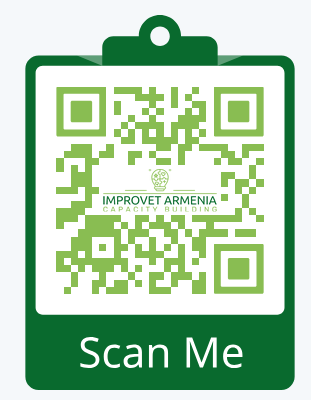 IMPROVET ARMENIA
CAPACITY BUILDING
Scan Me